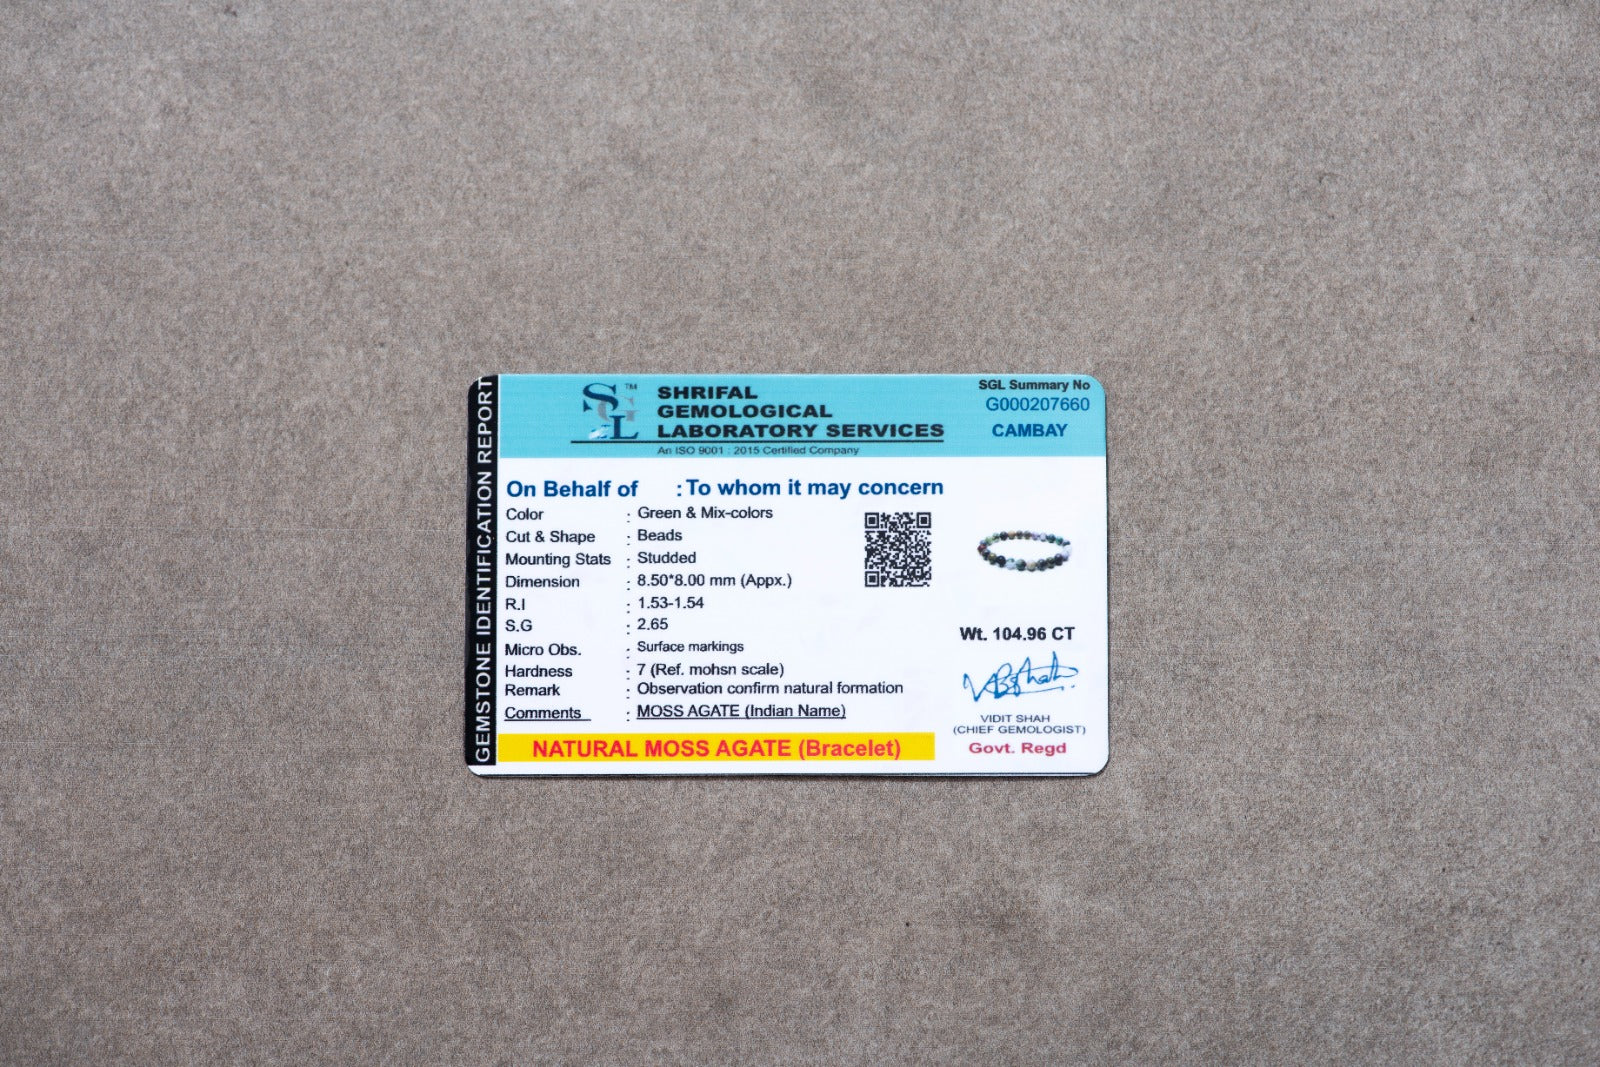 GEMSTONE IDENTIFICATION REPORT
SGL TM
SHRIFAL
GEMOLOGICAL
LABORATORY SERVICES
An ISO 9001 : 2015 Certified Company
SGL Summary No
G000207660
CAMBAY
On Behalf of : To whom it may concern
Color : Green & Mix-colors
Cut & Shape : Beads
Mounting Stats : Studded
Dimension : 8.50*8.00 mm (Appx.)
R.I : 1.53-1.54
S.G : 2.65
Micro Obs. : Surface markings
Hardness : 7 (Ref. mohsn scale)
Remark : Observation confirm natural formation
Comments : MOSS AGATE (Indian Name)
NATURAL MOSS AGATE (Bracelet)
Wt. 104.96 CT
VIDIT SHAH
(CHIEF GEMOLOGIST)
Govt. Regd